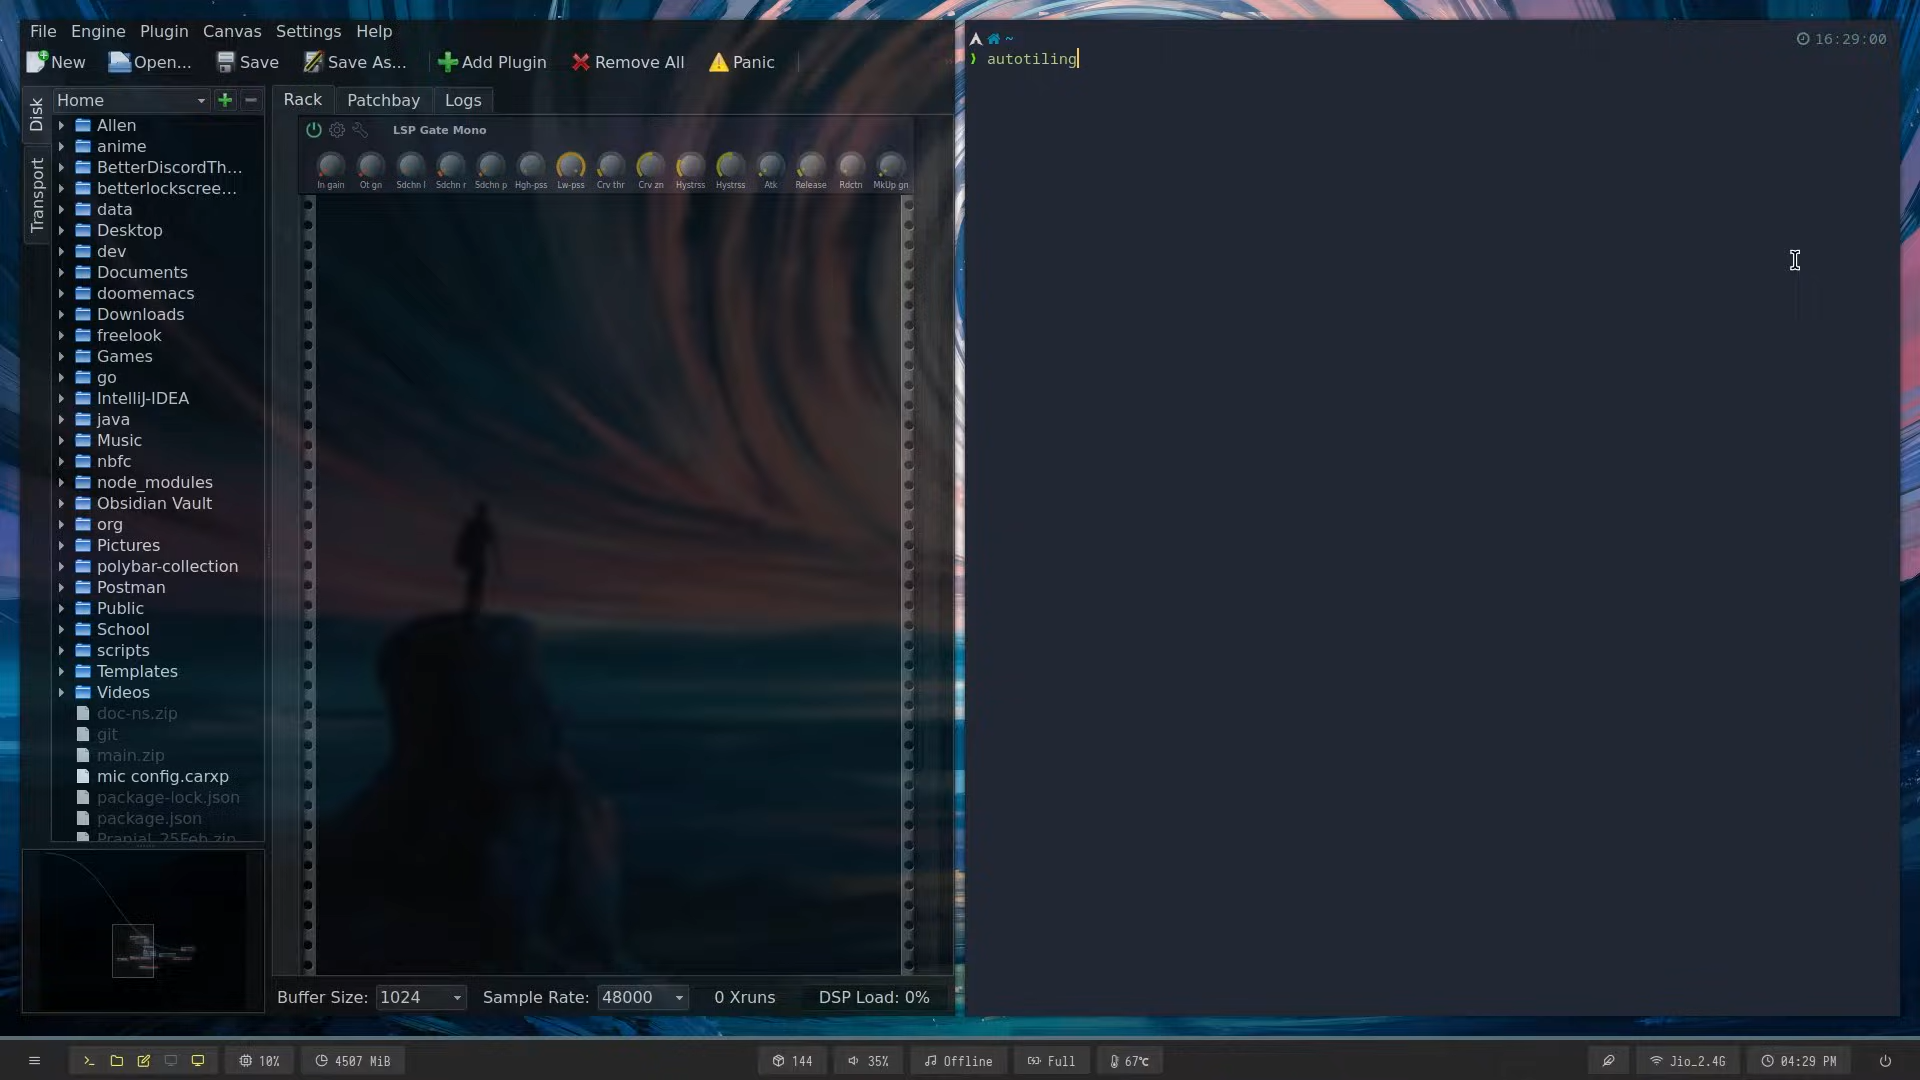 File Engine Plugin Canvas Settings Help
New Open... Save Save As... Add Plugin Remove All Panic
Disk
Transport
Home
Allen
anime
BetterDiscordTh...
betterlockscree...
data
Desktop
dev
Documents
doomemacs
Downloads
freelook
Games
go
IntelliJ-IDEA
java
Music
nbfc
node_modules
Obsidian Vault
org
Pictures
polybar-collection
Postman
Public
School
scripts
Templates
Videos
doc-ns.zip
git
main.zip
mic config.carxp
package-lock.json
package.json
Pranjal_25Feb.zip
Rack Patchbay Logs
LSP Gate Mono
In gain Ot gn Sdchn l Sdchn r Sdchn p Hgh-pss Lw-pss Crv thr Crv zn Hystrss Hystrss Atk Release Rdctn MkUp gn
Buffer Size: 1024 Sample Rate: 48000 0 Xruns DSP Load: 0%
~ 16:29:00
❯ autotiling
10% 4507 MiB 144 35% Offline Full 67℃ Jio_2.4G 04:29 PM